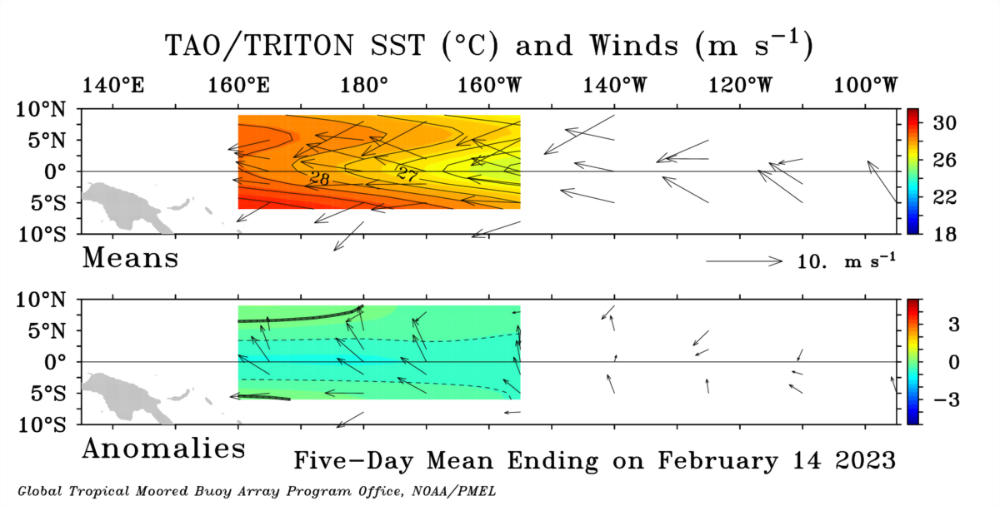 TAO/TRITON SST (°C) and Winds (m s⁻¹)
140°E 160°E 180° 160°W 140°W 120°W 100°W
10°N
5°N
0°
5°S
10°S
28
27
30
26
22
18
Means
10. m s⁻¹
10°N
5°N
0°
5°S
10°S
3
0
−3
Anomalies
Five−Day Mean Ending on February 14 2023
Global Tropical Moored Buoy Array Program Office, NOAA/PMEL